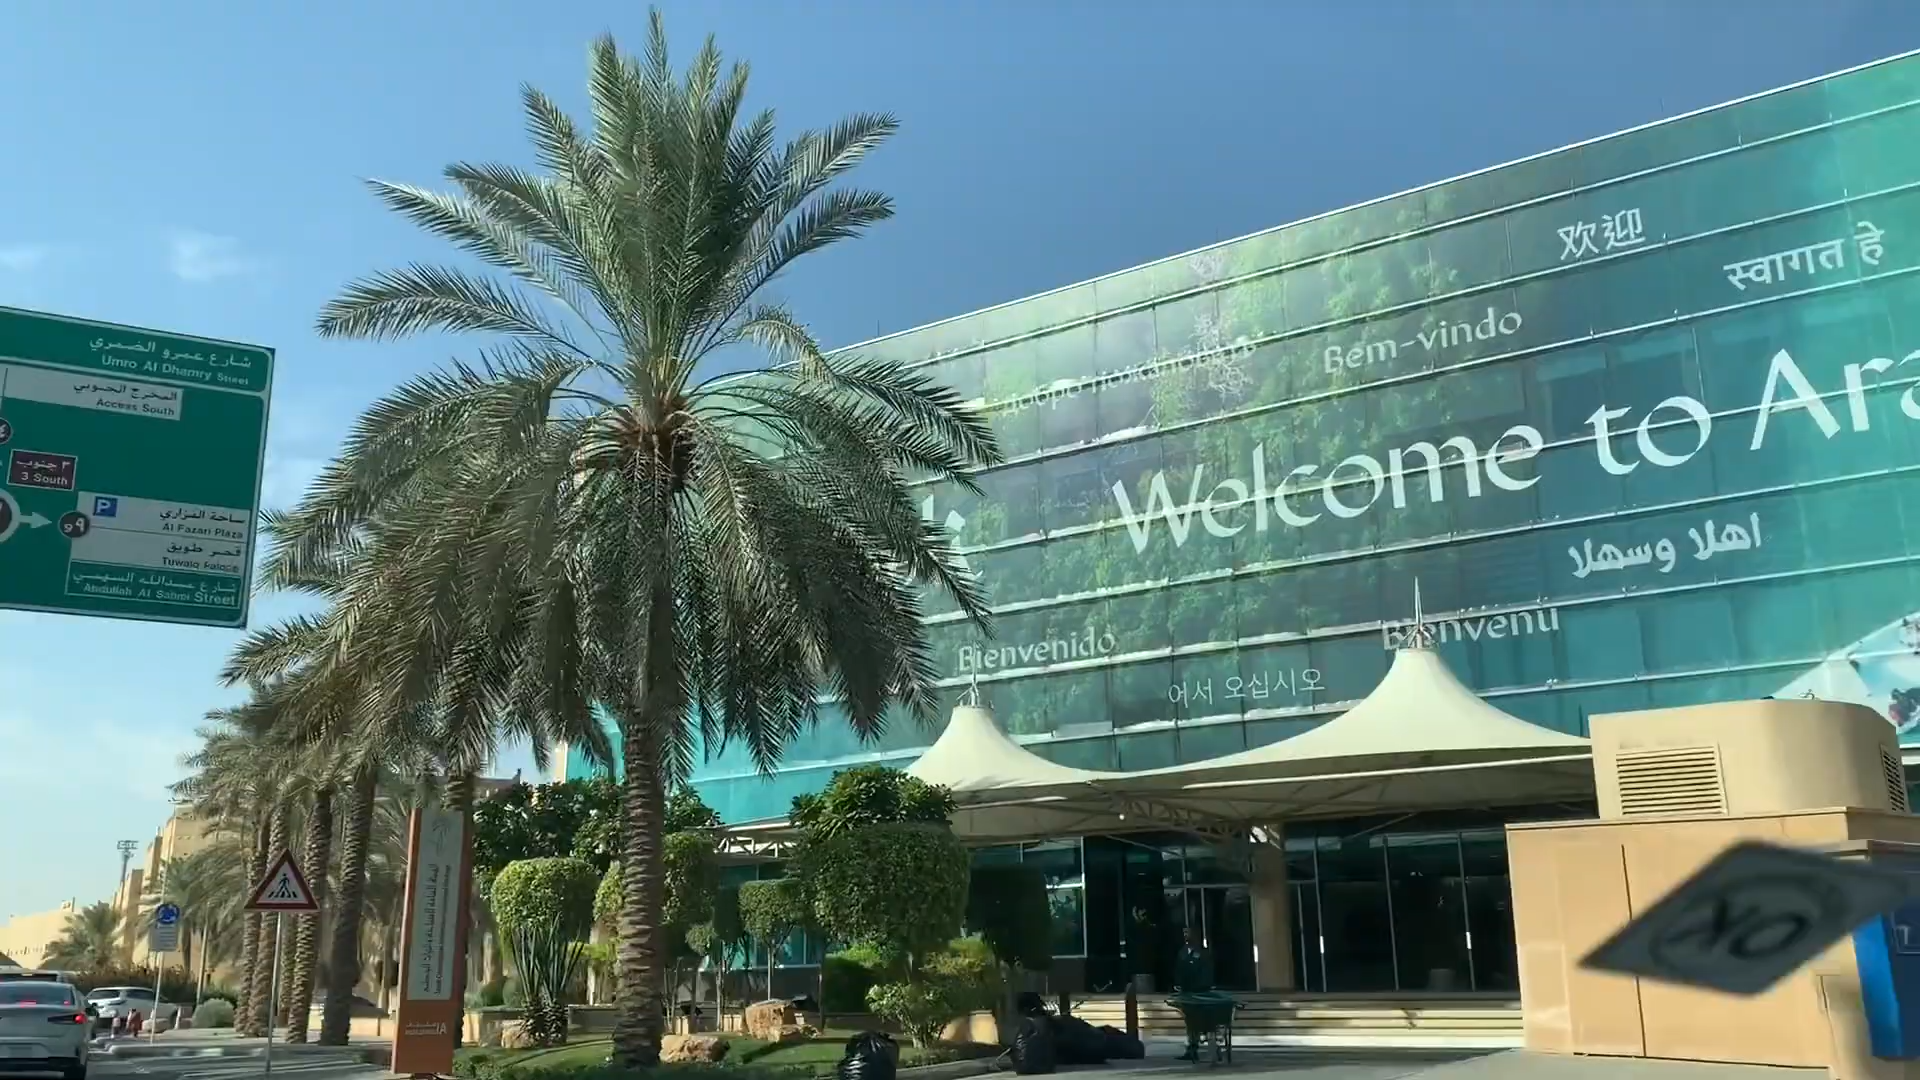 شارع عمرو الضمري
Umro Al Dhamry Street
المخرج الجنوبي
Access South
٣ جنوب
3 South
P
ساحة الفزاري
Al Fazari Plaza
٩و
قصر طويق
Tuwaiq Palace
شارع عبدالله السهمي
Abdullah Al Sahmi Street
欢迎
स्वागत है
Bem-vindo
Welcome to Ara
اهلا وسهلا
Bienvenido
Bienvenu
어서 오십시오